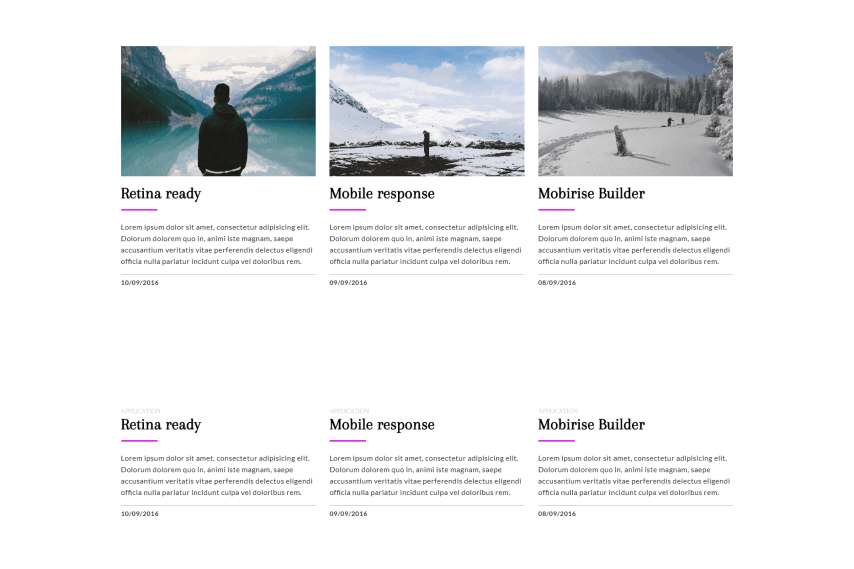 Retina ready
Lorem ipsum dolor sit amet, consectetur adipisicing elit.
Dolorum dolorem quo in, animi iste magnam, saepe
accusantium veritatis vitae perferendis delectus eligendi
officia nulla pariatur incidunt culpa vel doloribus rem.
10/09/2016
Mobile response
Lorem ipsum dolor sit amet, consectetur adipisicing elit.
Dolorum dolorem quo in, animi iste magnam, saepe
accusantium veritatis vitae perferendis delectus eligendi
officia nulla pariatur incidunt culpa vel doloribus rem.
09/09/2016
Mobirise Builder
Lorem ipsum dolor sit amet, consectetur adipisicing elit.
Dolorum dolorem quo in, animi iste magnam, saepe
accusantium veritatis vitae perferendis delectus eligendi
officia nulla pariatur incidunt culpa vel doloribus rem.
08/09/2016
APPLICATION
Retina ready
Lorem ipsum dolor sit amet, consectetur adipisicing elit.
Dolorum dolorem quo in, animi iste magnam, saepe
accusantium veritatis vitae perferendis delectus eligendi
officia nulla pariatur incidunt culpa vel doloribus rem.
10/09/2016
APPLICATION
Mobile response
Lorem ipsum dolor sit amet, consectetur adipisicing elit.
Dolorum dolorem quo in, animi iste magnam, saepe
accusantium veritatis vitae perferendis delectus eligendi
officia nulla pariatur incidunt culpa vel doloribus rem.
09/09/2016
APPLICATION
Mobirise Builder
Lorem ipsum dolor sit amet, consectetur adipisicing elit.
Dolorum dolorem quo in, animi iste magnam, saepe
accusantium veritatis vitae perferendis delectus eligendi
officia nulla pariatur incidunt culpa vel doloribus rem.
08/09/2016